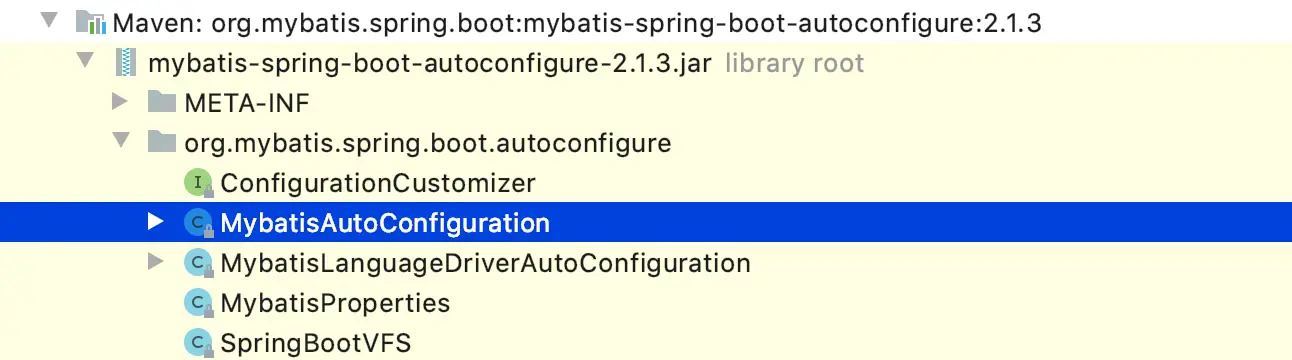 Maven: org.mybatis.spring.boot:mybatis-spring-boot-autoconfigure:2.1.3
mybatis-spring-boot-autoconfigure-2.1.3.jar library root
META-INF
org.mybatis.spring.boot.autoconfigure
I ConfigurationCustomizer
C MybatisAutoConfiguration
C MybatisLanguageDriverAutoConfiguration
C MybatisProperties
C SpringBootVFS